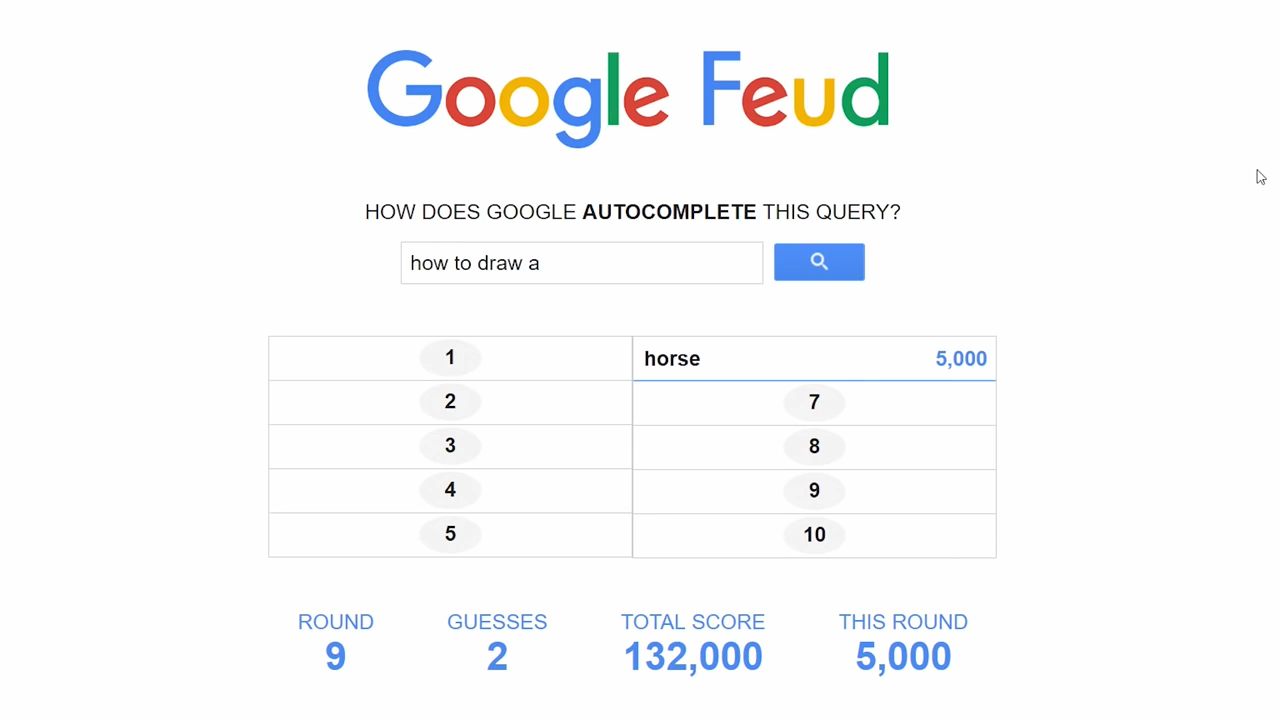 Google Feud
HOW DOES GOOGLE AUTOCOMPLETE THIS QUERY?
how to draw a
1
2
3
4
5
horse 5,000
7
8
9
10
ROUND GUESSES TOTAL SCORE THIS ROUND
9 2 132,000 5,000